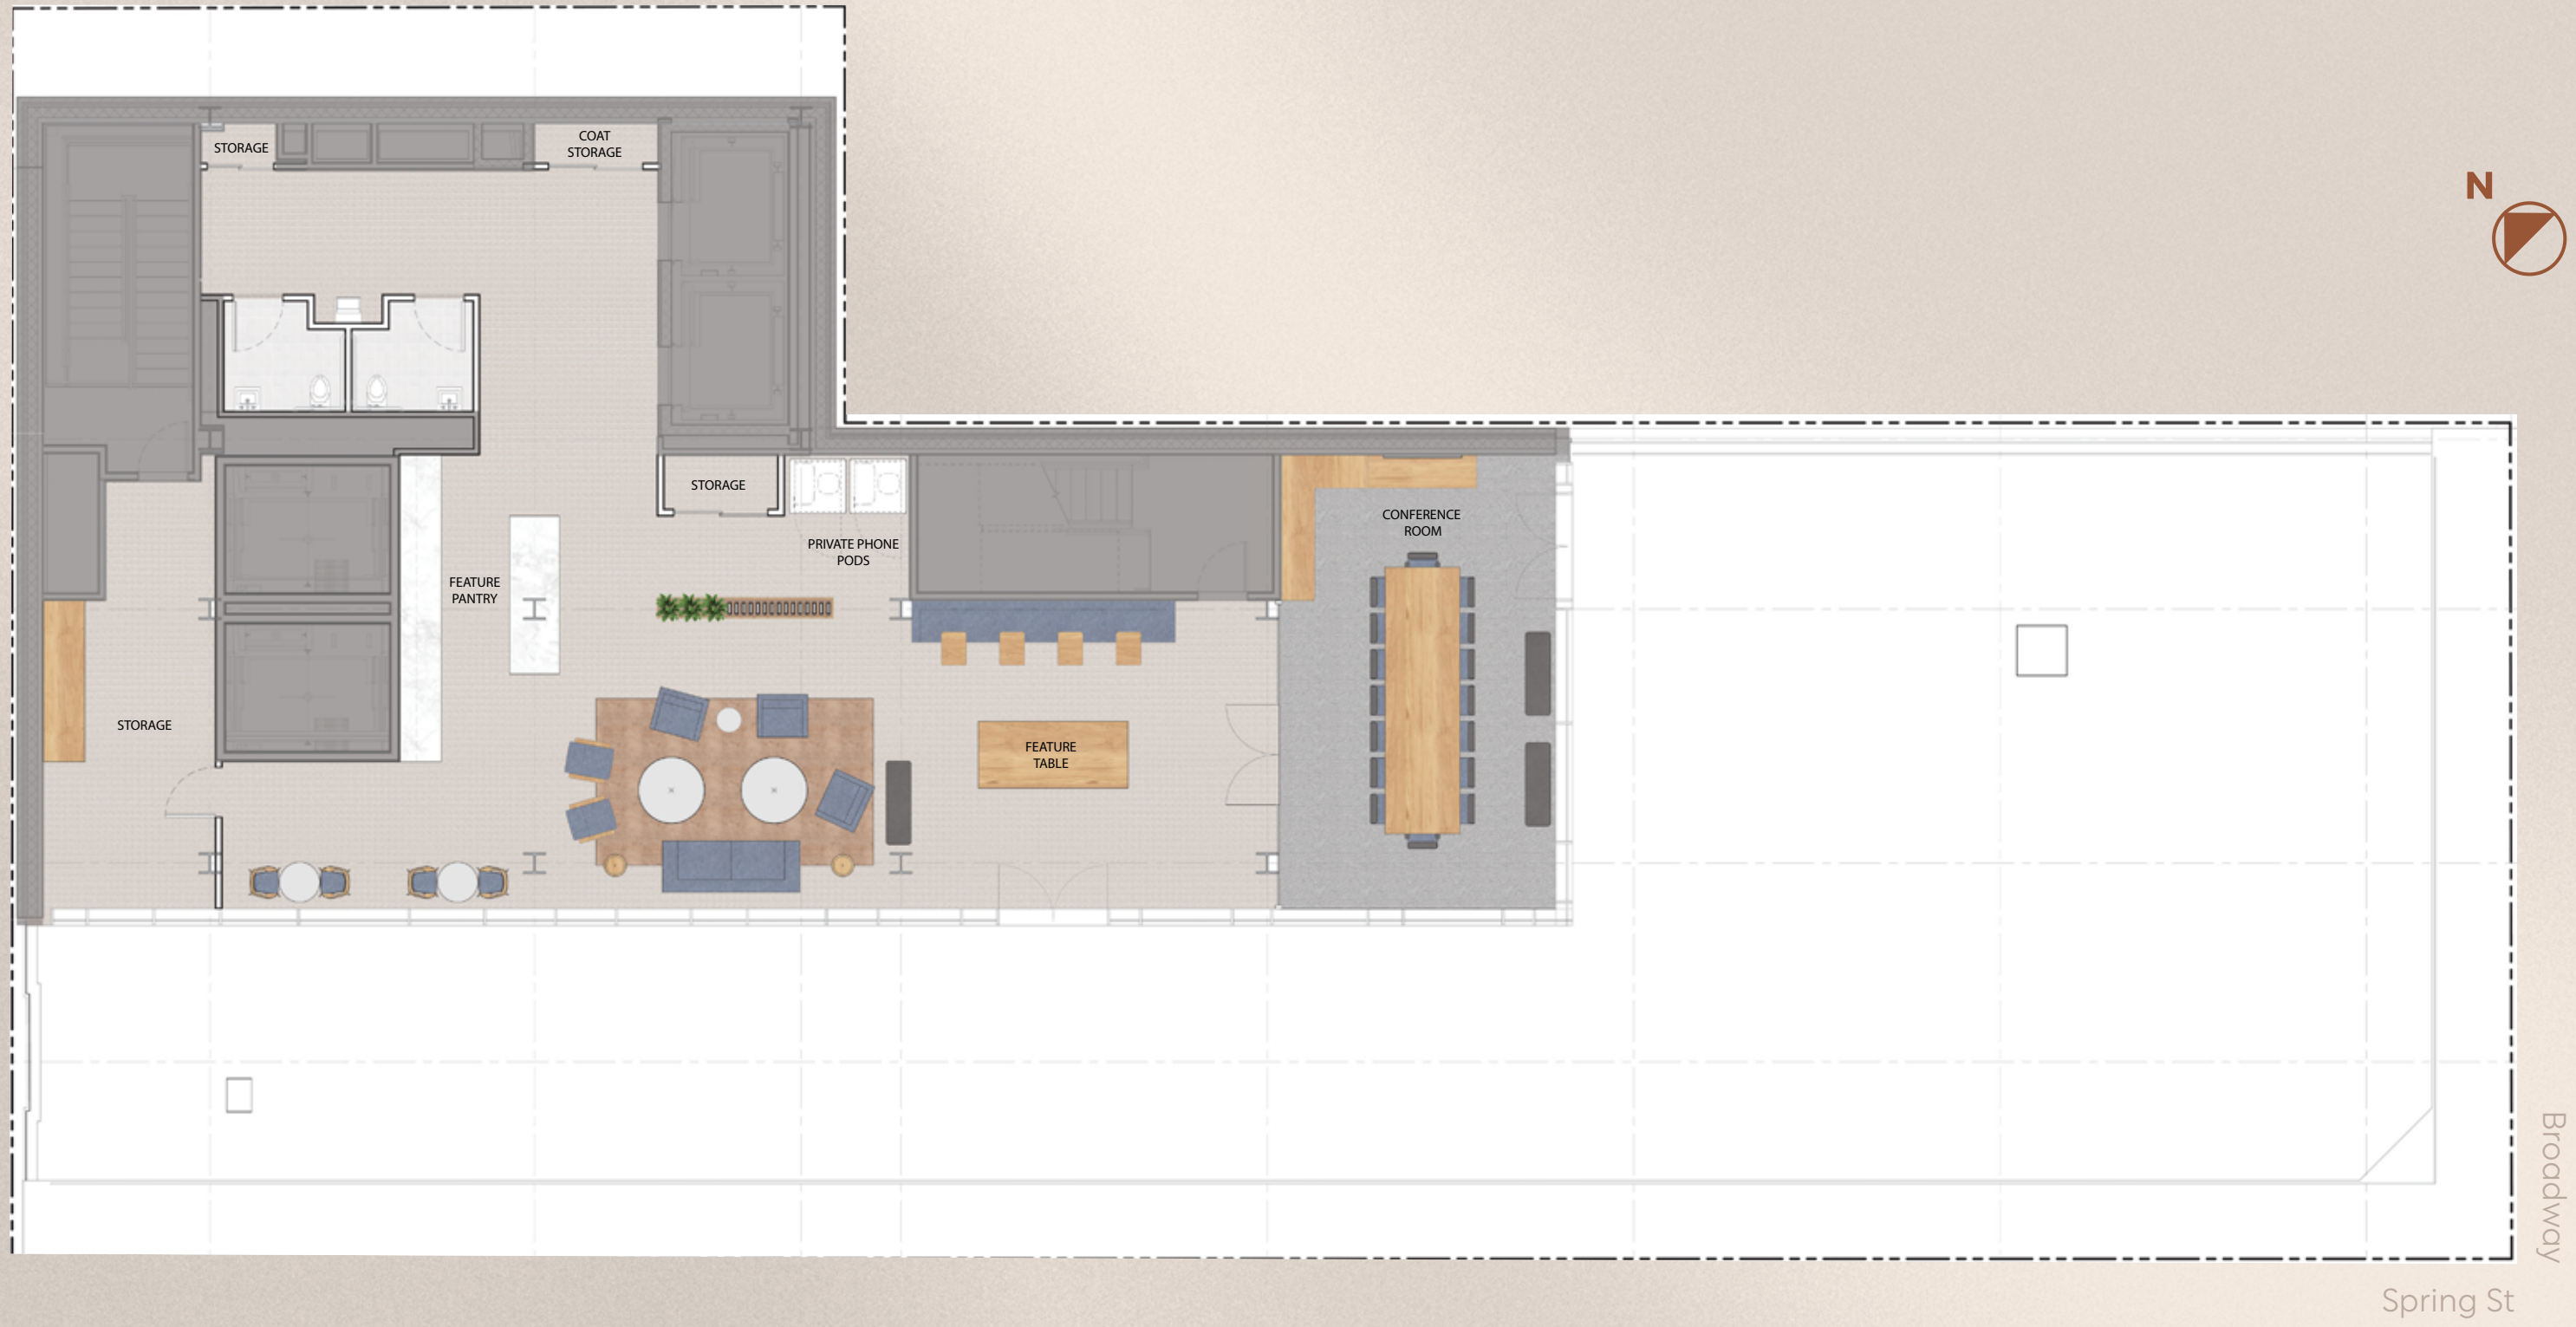 STORAGE
COAT
STORAGE
N
STORAGE
CONFERENCE
ROOM
PRIVATE PHONE
PODS
FEATURE
PANTRY
STORAGE
FEATURE
TABLE
Broadway
Spring St